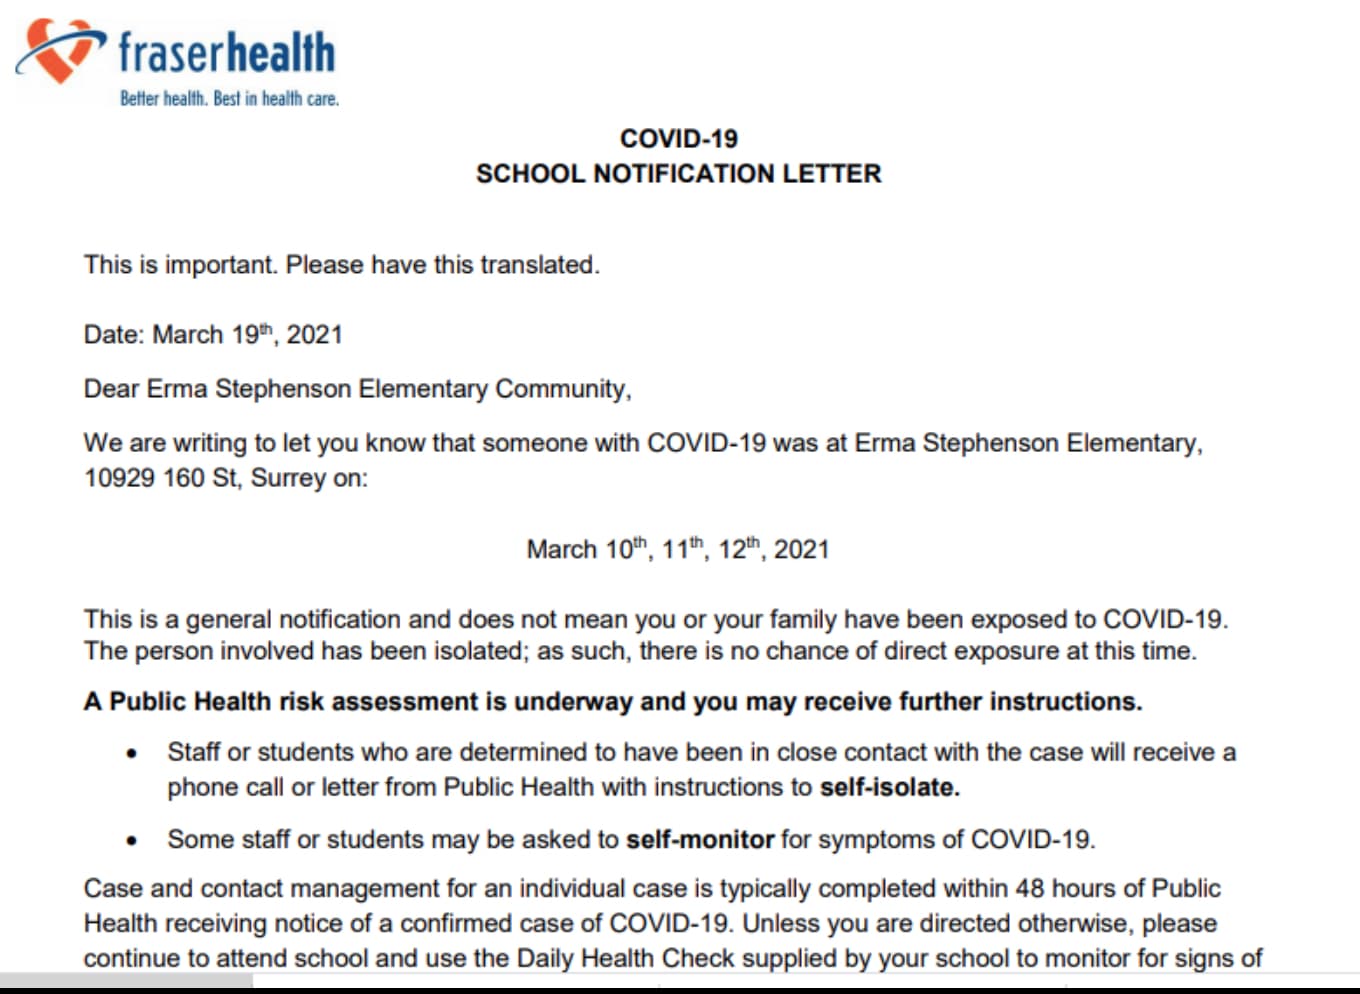 fraserhealth
Better health. Best in health care.
COVID-19
SCHOOL NOTIFICATION LETTER
This is important. Please have this translated.
Date: March 19th, 2021
Dear Erma Stephenson Elementary Community,
We are writing to let you know that someone with COVID-19 was at Erma Stephenson Elementary,
10929 160 St, Surrey on:
March 10th, 11th, 12th, 2021
This is a general notification and does not mean you or your family have been exposed to COVID-19.
The person involved has been isolated; as such, there is no chance of direct exposure at this time.
A Public Health risk assessment is underway and you may receive further instructions.
• Staff or students who are determined to have been in close contact with the case will receive a
phone call or letter from Public Health with instructions to self-isolate.
• Some staff or students may be asked to self-monitor for symptoms of COVID-19.
Case and contact management for an individual case is typically completed within 48 hours of Public
Health receiving notice of a confirmed case of COVID-19. Unless you are directed otherwise, please
continue to attend school and use the Daily Health Check supplied by your school to monitor for signs of